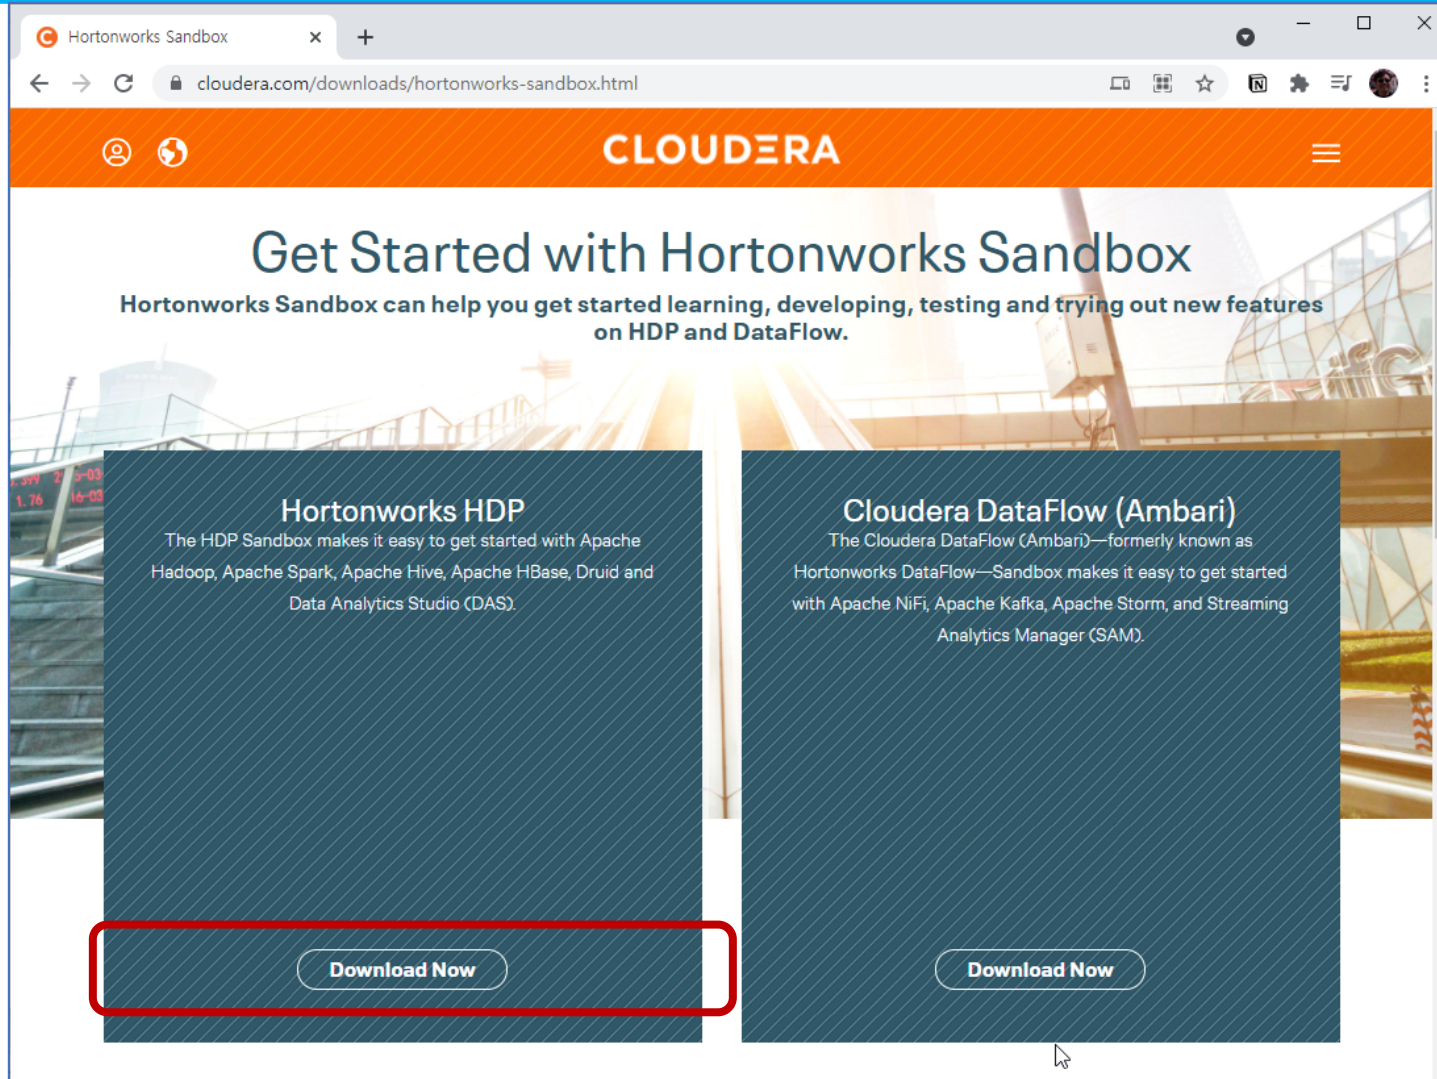 Hortonworks Sandbox
cloudera.com/downloads/hortonworks-sandbox.html
CLOUDERA
Get Started with Hortonworks Sandbox
Hortonworks Sandbox can help you get started learning, developing, testing and trying out new features
on HDP and DataFlow.
Hortonworks HDP
The HDP Sandbox makes it easy to get started with Apache
Hadoop, Apache Spark, Apache Hive, Apache HBase, Druid and
Data Analytics Studio (DAS).
Download Now
Cloudera DataFlow (Ambari)
The Cloudera DataFlow (Ambari)—formerly known as
Hortonworks DataFlow—Sandbox makes it easy to get started
with Apache NiFi, Apache Kafka, Apache Storm, and Streaming
Analytics Manager (SAM).
Download Now